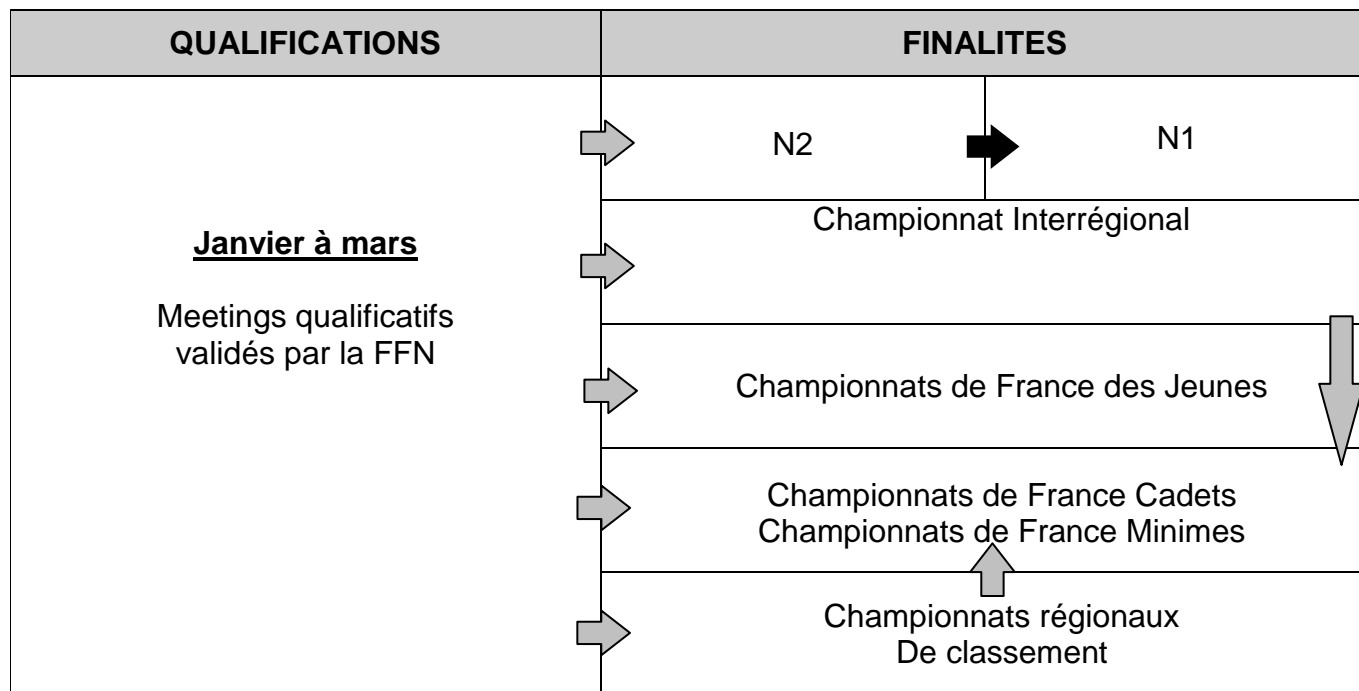 QUALIFICATIONS
FINALITES
Janvier à mars
Meetings qualificatifs
validés par la FFN
N2
N1
Championnat Interrégional
Championnats de France des Jeunes
Championnats de France Cadets
Championnats de France Minimes
Championnats régionaux
De classement